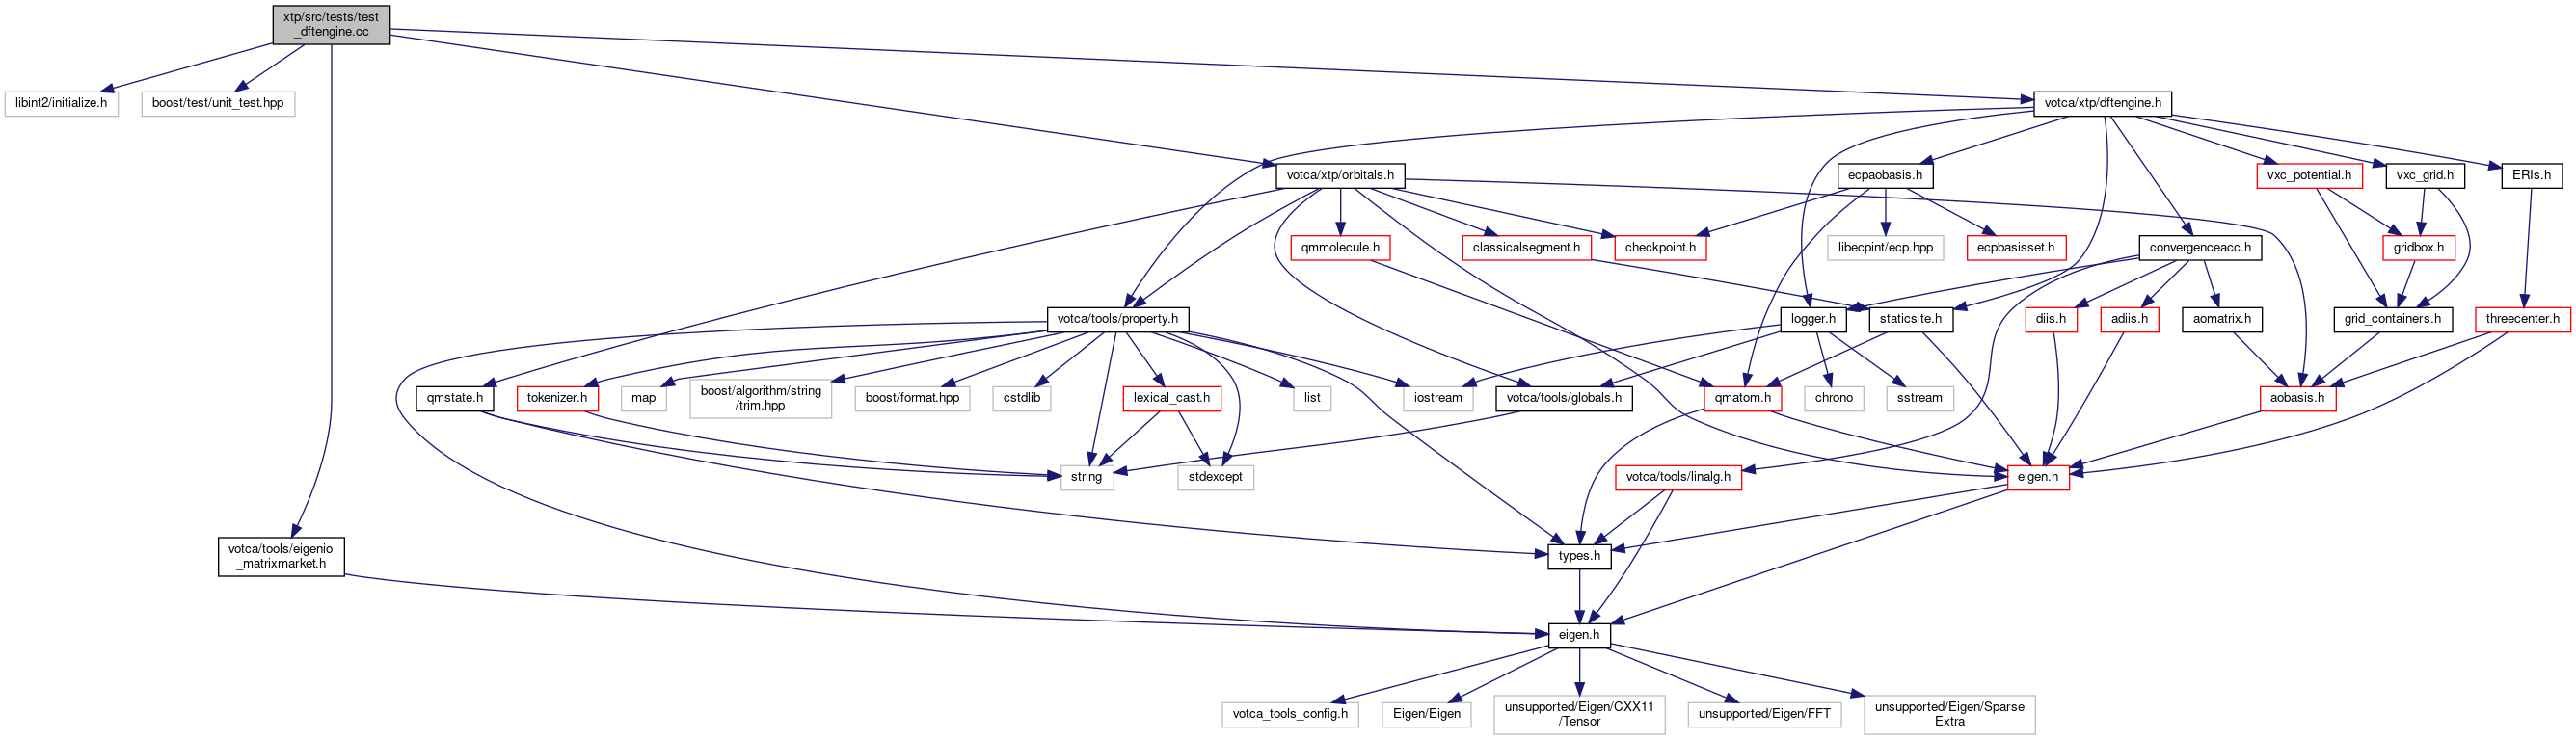 xtp/src/tests/test
_dftengine.cc
libint2/initialize.h
boost/test/unit_test.hpp
votca/xtp/dftengine.h
votca/xtp/orbitals.h
ecpaobasis.h
vxc_potential.h
vxc_grid.h
ERIs.h
qmmolecule.h
classicalsegment.h
checkpoint.h
libecpint/ecp.hpp
ecpbasisset.h
convergenceacc.h
gridbox.h
votca/tools/property.h
logger.h
staticsite.h
diis.h
adiis.h
aomatrix.h
grid_containers.h
threecenter.h
qmstate.h
tokenizer.h
map
boost/algorithm/string
/trim.hpp
boost/format.hpp
cstdlib
lexical_cast.h
list
iostream
votca/tools/globals.h
qmatom.h
chrono
sstream
aobasis.h
string
stdexcept
votca/tools/linalg.h
eigen.h
votca/tools/eigenio
_matrixmarket.h
types.h
eigen.h
votca_tools_config.h
Eigen/Eigen
unsupported/Eigen/CXX11
/Tensor
unsupported/Eigen/FFT
unsupported/Eigen/Sparse
Extra